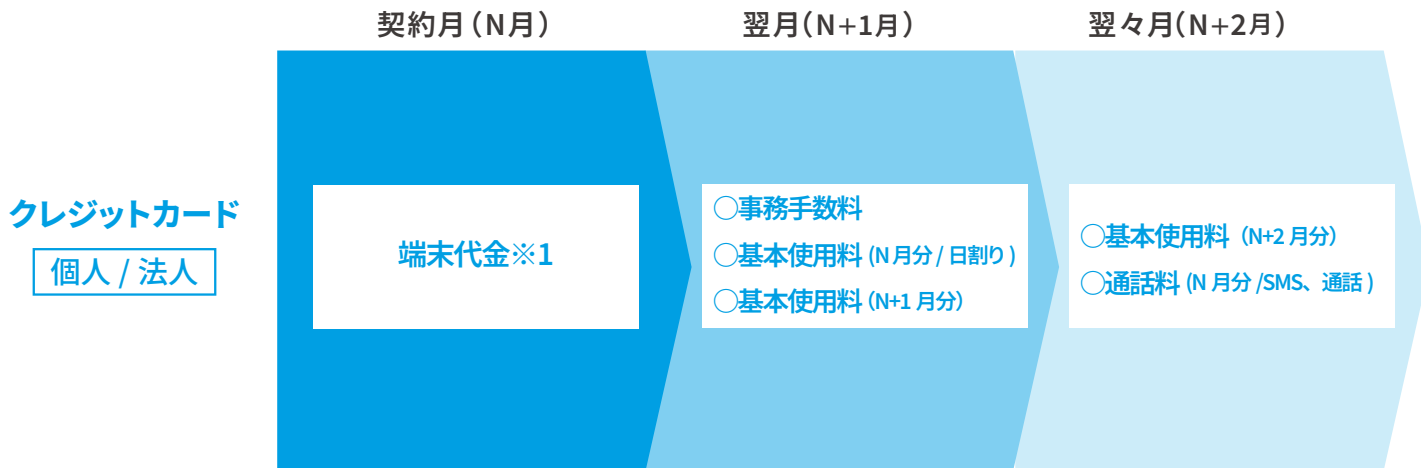 契約月(N月)
翌月(N+1月)
翌々月(N+2月)
クレジットカード
個人 / 法人
端末代金※1
○事務手数料
○基本使用料 (N 月分 / 日割り)
○基本使用料 (N+1 月分)
○基本使用料 (N+2 月分)
○通話料 (N 月分 /SMS、通話 )